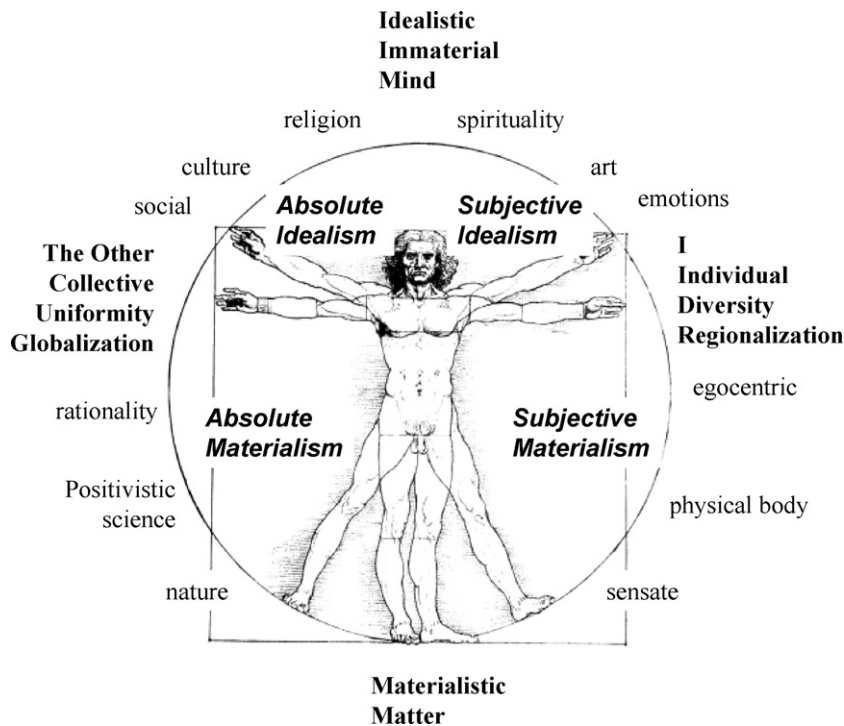 Idealistic
Immaterial
Mind
religion
spirituality
culture
art
social
emotions
Absolute
Idealism
Subjective
Idealism
The Other
Collective
Uniformity
Globalization
I
Individual
Diversity
Regionalization
egocentric
rationality
Absolute
Materialism
Subjective
Materialism
Positivistic
science
physical body
nature
sensate
Materialistic
Matter